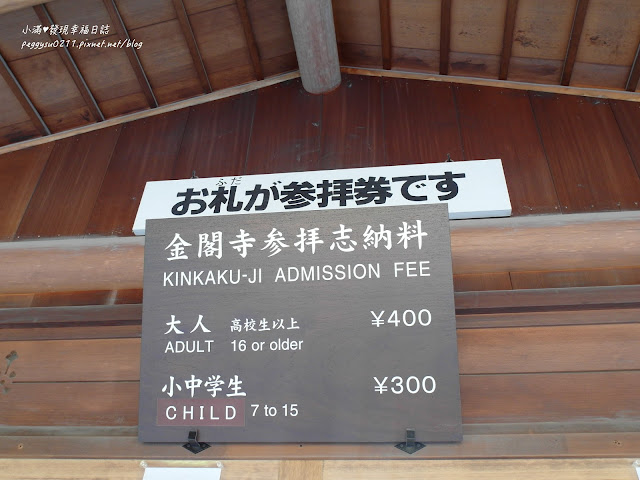 小滿♥發現幸福日誌
peggysu0211.pixnet.net/blog
ふだ
お札が参拝券です
金閣寺参拝志納料
KINKAKU-JI ADMISSION FEE
大人 高校生以上 ¥400
ADULT 16 or older
小中学生 ¥300
CHILD 7 to 15